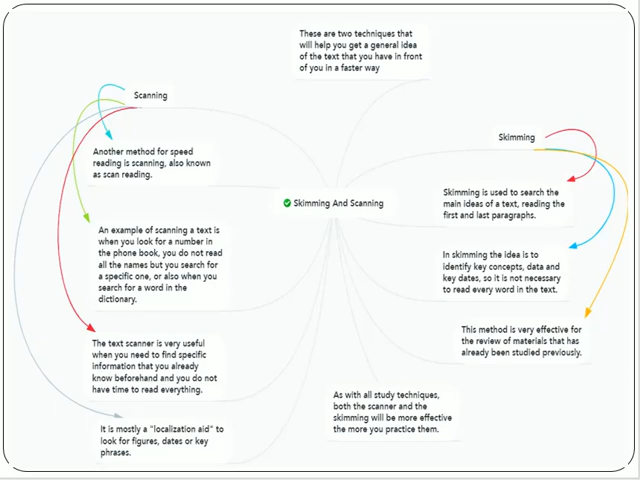 These are two techniques that
will help you get a general idea
of the text that you have in front
of you in a faster way
Scanning
Another method for speed
reading is scanning, also known
as scan reading.
An example of scanning a text is
when you look for a number in
the phone book, you do not read
all the names but you search for
a specific one, or also when you
search for a word in the
dictionary.
The text scanner is very useful
when you need to find specific
information that you already
know beforehand and you do not
have time to read everything.
It is mostly a "localization aid" to
look for figures, dates or key
phrases.
Skimming And Scanning
Skimming
Skimming is used to search the
main ideas of a text, reading the
first and last paragraphs.
In skimming the idea is to
identify key concepts, data and
key dates, so it is not necessary
to read every word in the text.
This method is very effective for
the review of materials that has
already been studied previously.
As with all study techniques,
both the scanner and the
skimming will be more effective
the more you practice them.